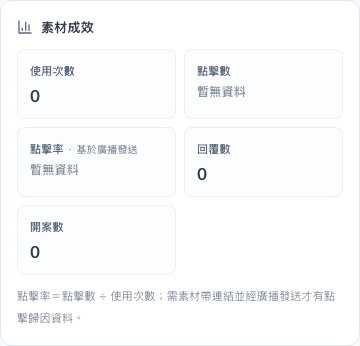 素材成效
使用次數
0
點擊數
暫無資料
點擊率 · 基於廣播發送
暫無資料
回覆數
0
開案數
0
點擊率＝點擊數 ÷ 使用次數；需素材帶連結並經廣播發送才有點
擊歸因資料。